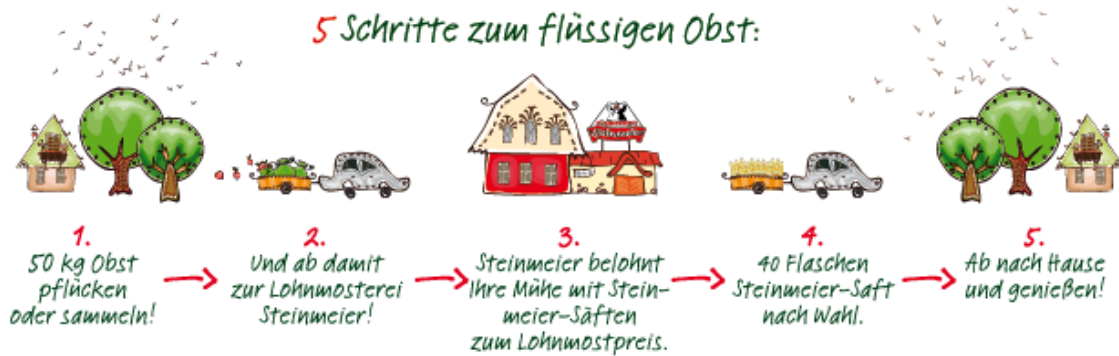 5 Schritte zum flüssigen Obst:
Steinmeier
1.
50 kg Obst
pflücken
oder sammeln!
2.
Und ab damit
zur Lohnmosterei
Steinmeier!
3.
Steinmeier belohnt
Ihre Mühe mit Stein-
meier-Säften
zum Lohnmostpreis.
4.
40 Flaschen
Steinmeier-Saft
nach Wahl.
5.
Ab nach Hause
und genießen!